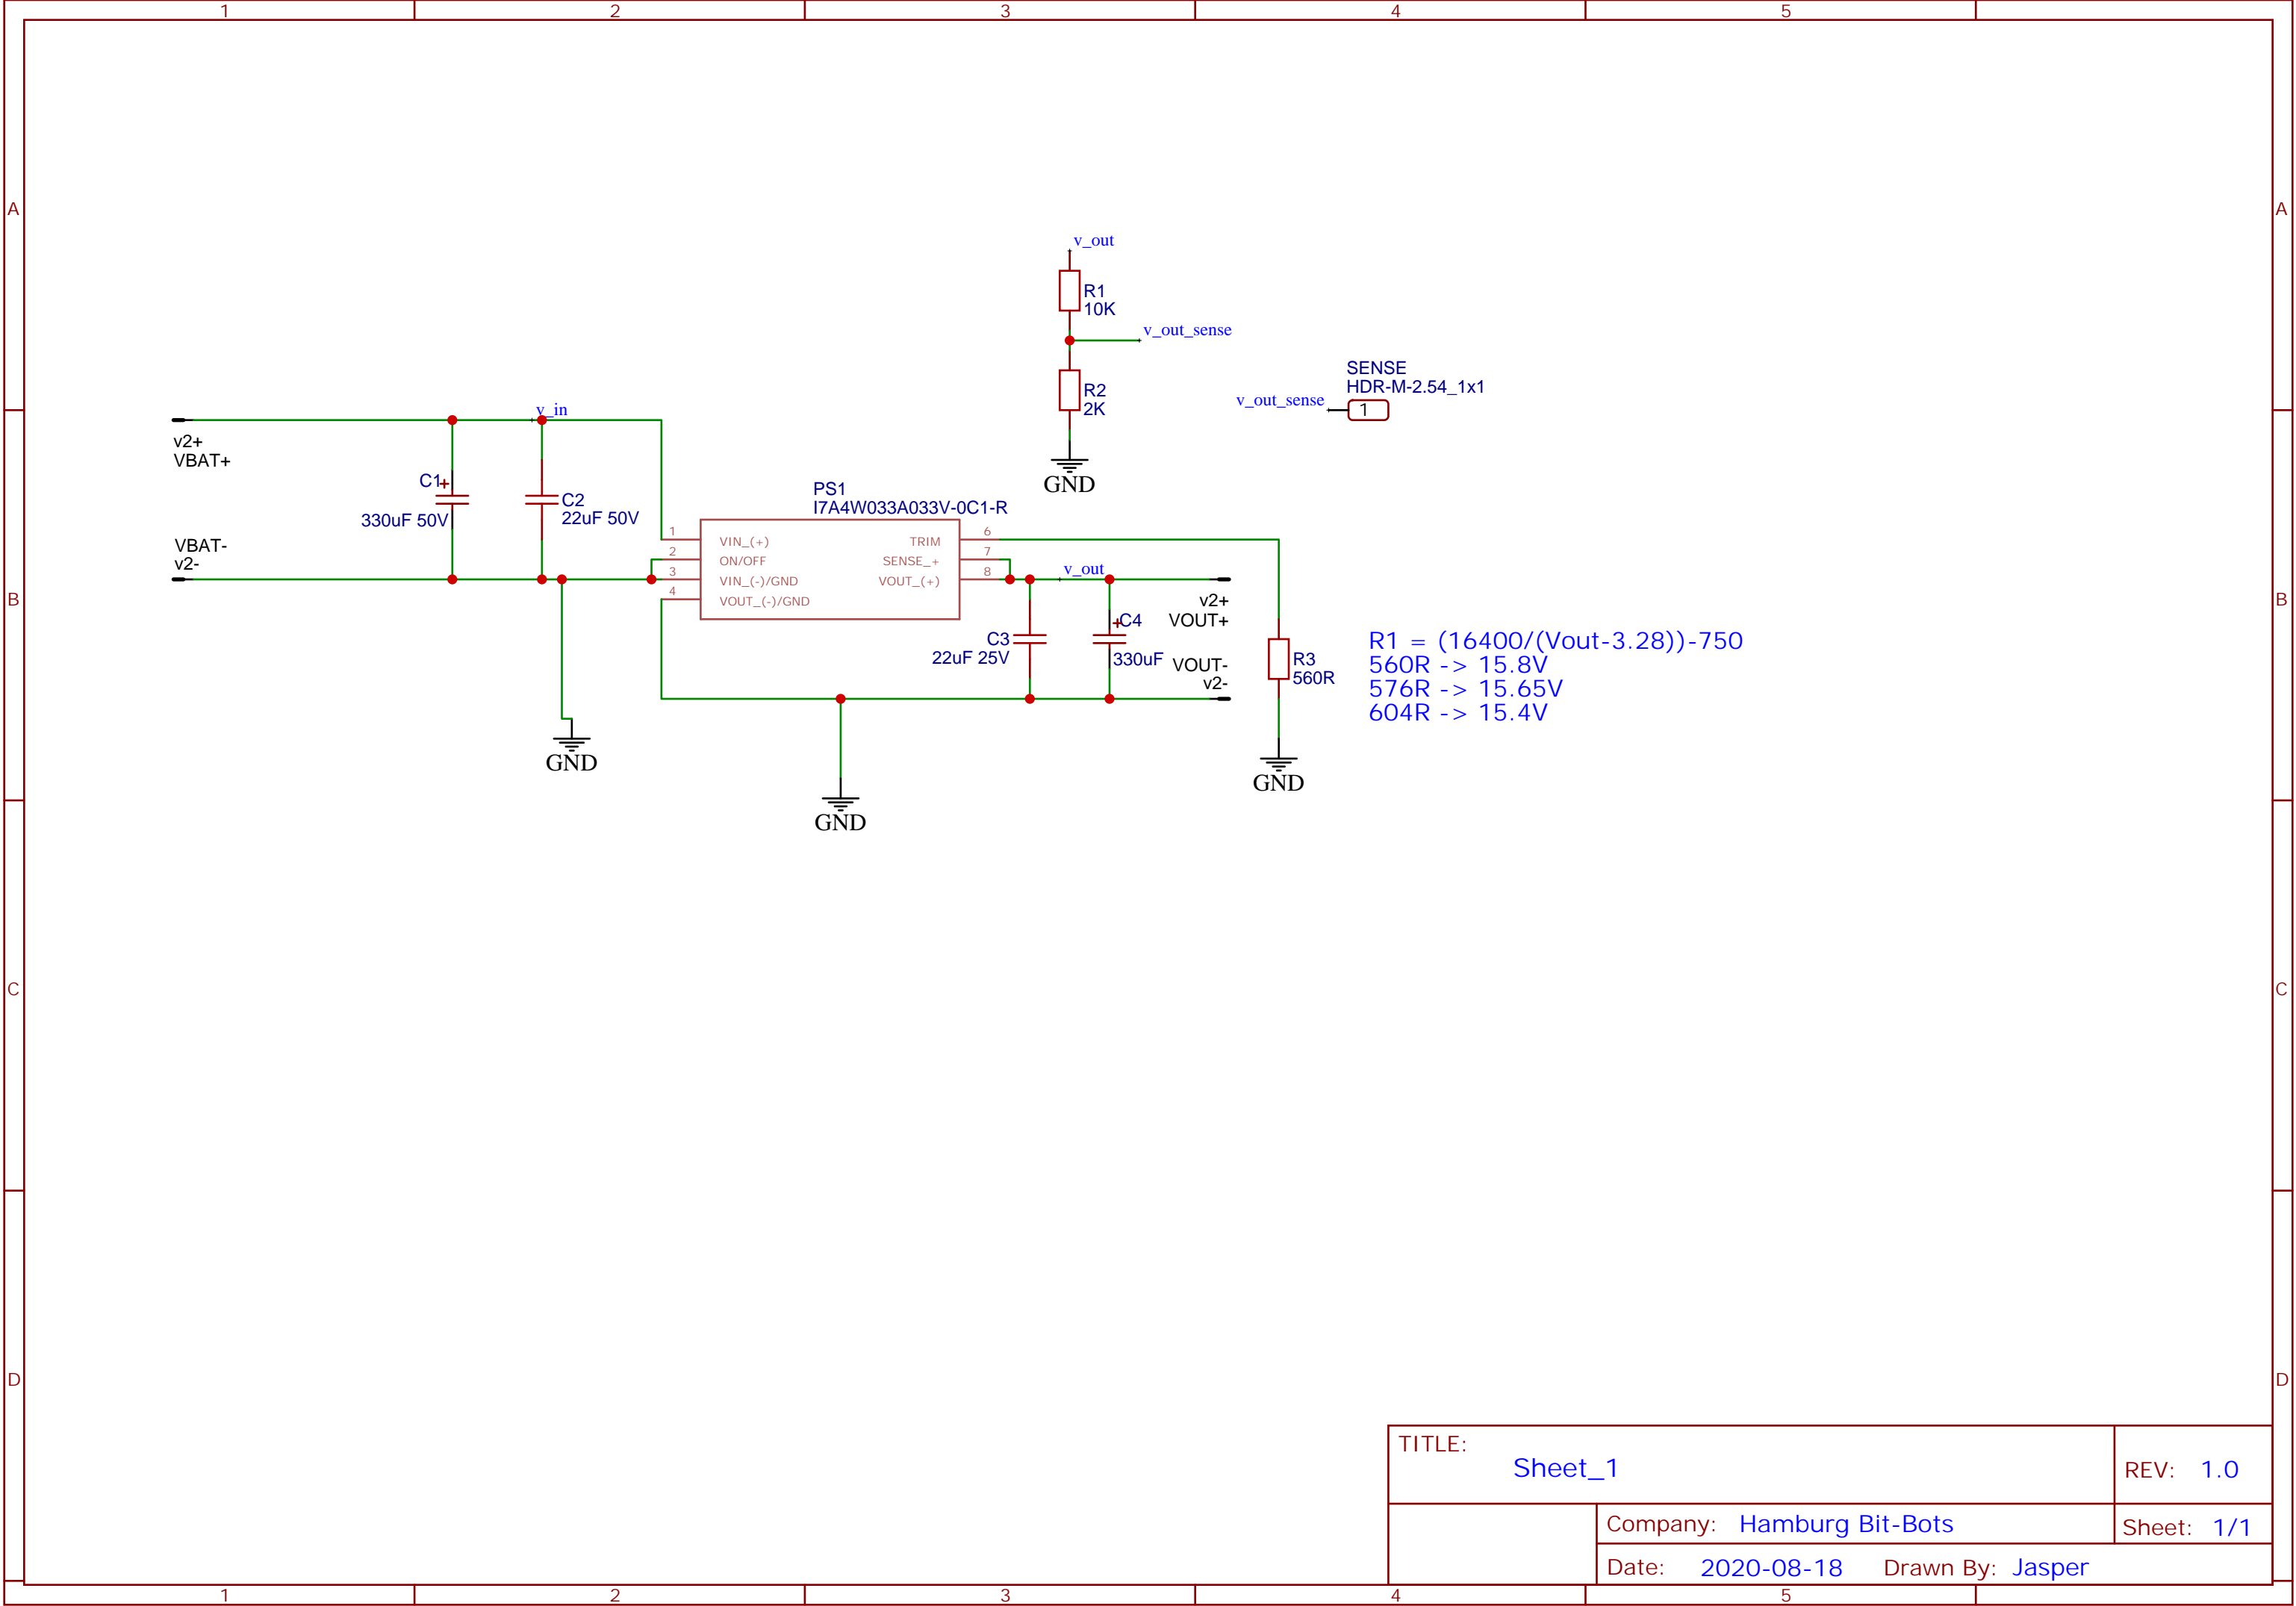 1 2 3 4 5
A A
v_out
R1
10K
v_out_sense
R2
2K
GND
SENSE
HDR-M-2.54_1x1
v_out_sense
1
v_in
v2+
VBAT+
C1+
330uF 50V
C2
22uF 50V
VBAT-
v2-
PS1
I7A4W033A033V-0C1-R
1 VIN_(+)
2 ON/OFF
3 VIN_(-)/GND
4 VOUT_(-)/GND
TRIM 6
SENSE_+ 7
VOUT_(+) 8
v_out
B B
v2+
VOUT+
C3
22uF 25V
+C4
330uF
VOUT-
v2-
R3
560R
R1 = (16400/(Vout-3.28))-750
560R -> 15.8V
576R -> 15.65V
604R -> 15.4V
GND
GND
GND
C C
D D
TITLE:
Sheet_1
REV: 1.0
Company: Hamburg Bit-Bots
Sheet: 1/1
Date: 2020-08-18 Drawn By: Jasper
1 2 3 4 5